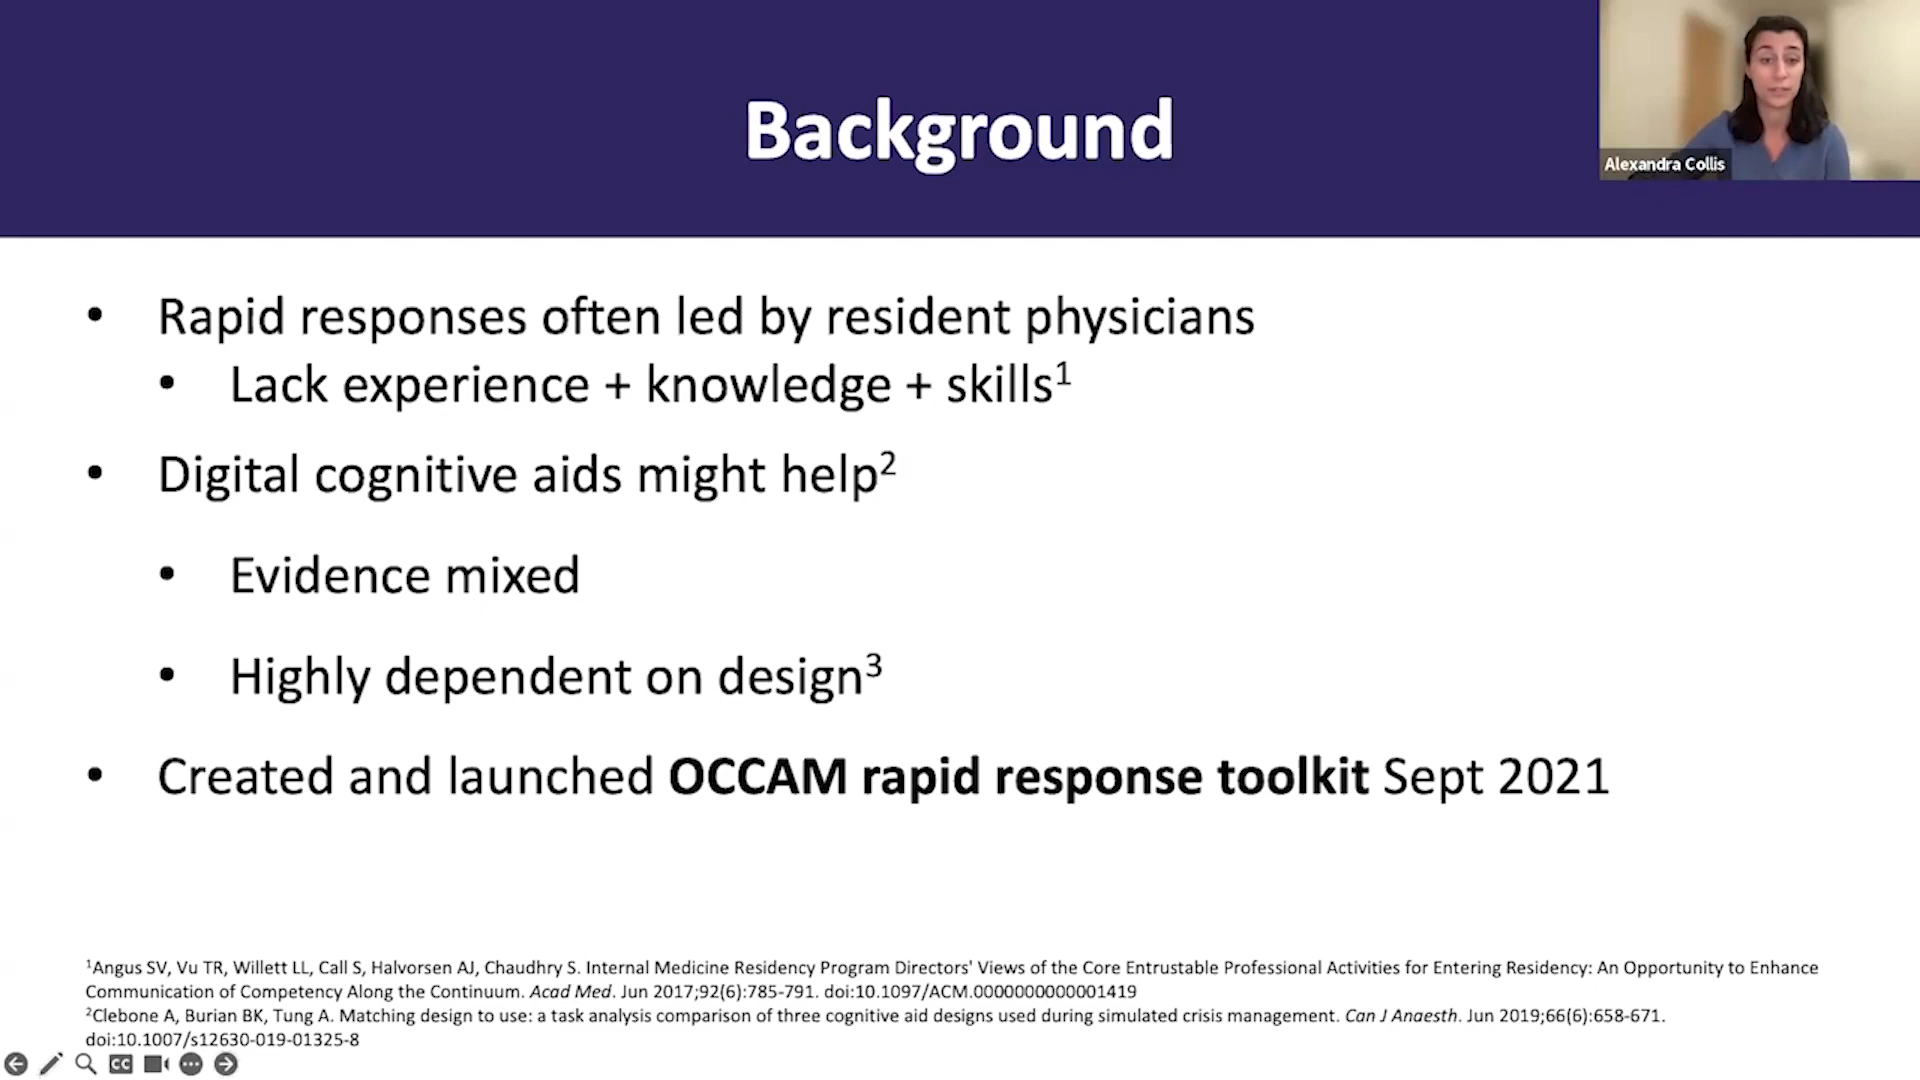 Background
Alexandra Collis
• Rapid responses often led by resident physicians
• Lack experience + knowledge + skills¹
• Digital cognitive aids might help²
• Evidence mixed
• Highly dependent on design³
• Created and launched OCCAM rapid response toolkit Sept 2021
¹Angus SV, Vu TR, Willett LL, Call S, Halvorsen AJ, Chaudhry S. Internal Medicine Residency Program Directors' Views of the Core Entrustable Professional Activities for Entering Residency: An Opportunity to Enhance
Communication of Competency Along the Continuum. Acad Med. Jun 2017;92(6):785-791. doi:10.1097/ACM.0000000000001419
²Clebone A, Burian BK, Tung A. Matching design to use: a task analysis comparison of three cognitive aid designs used during simulated crisis management. Can J Anaesth. Jun 2019;66(6):658-671.
doi:10.1007/s12630-019-01325-8
CC